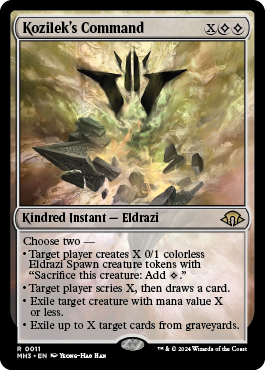 Kozilek's Command X◇◇
Kindred Instant — Eldrazi
Choose two —
• Target player creates X 0/1 colorless
Eldrazi Spawn creature tokens with
“Sacrifice this creature: Add ◇.”
• Target player scries X, then draws a card.
• Exile target creature with mana value X
or less.
• Exile up to X target cards from graveyards.
R 0011
MH3 • EN Yeong-Hao Han
™ & © 2024 Wizards of the Coast